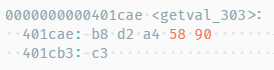 0000000000401cae <getval_303>:
  401cae: b8 d2 a4 58 90
  401cb3: c3